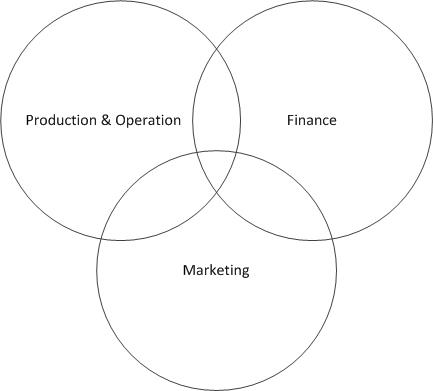 Production & Operation
Finance
Marketing